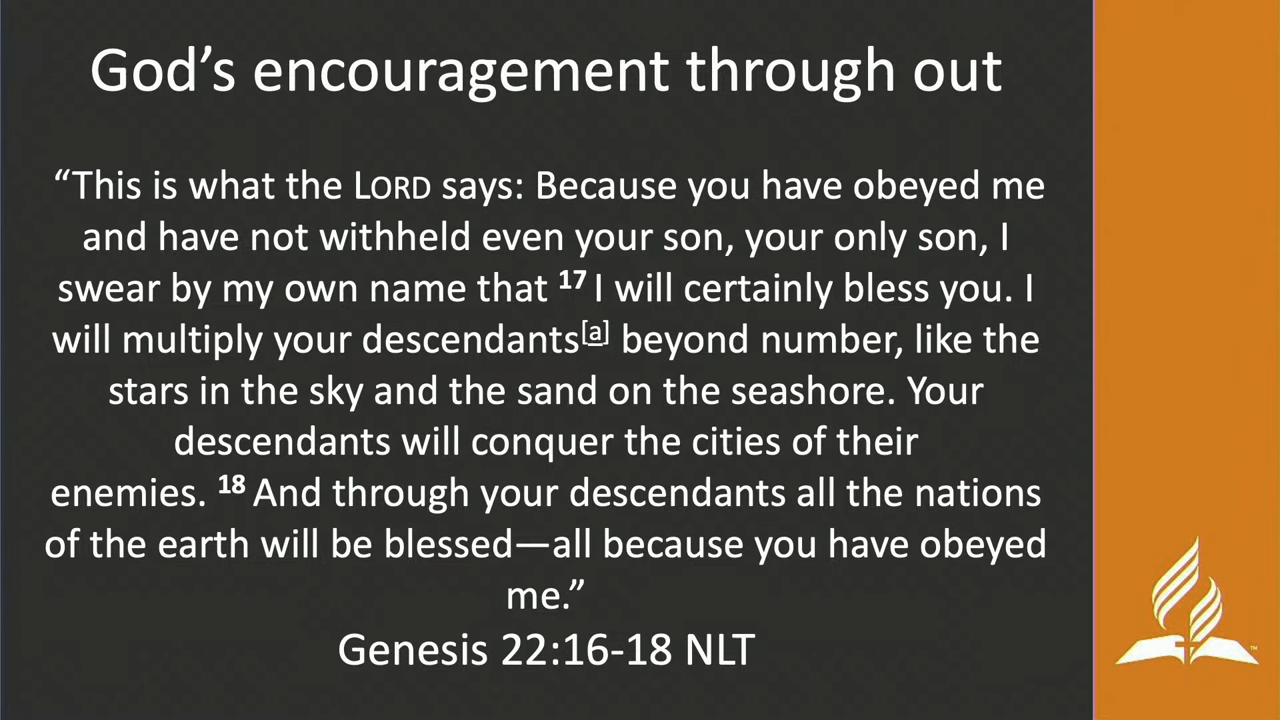 God’s encouragement through out
“This is what the LORD says: Because you have obeyed me
and have not withheld even your son, your only son, I
swear by my own name that 17 I will certainly bless you. I
will multiply your descendants[a] beyond number, like the
stars in the sky and the sand on the seashore. Your
descendants will conquer the cities of their
enemies. 18 And through your descendants all the nations
of the earth will be blessed—all because you have obeyed
me.”
Genesis 22:16-18 NLT
™